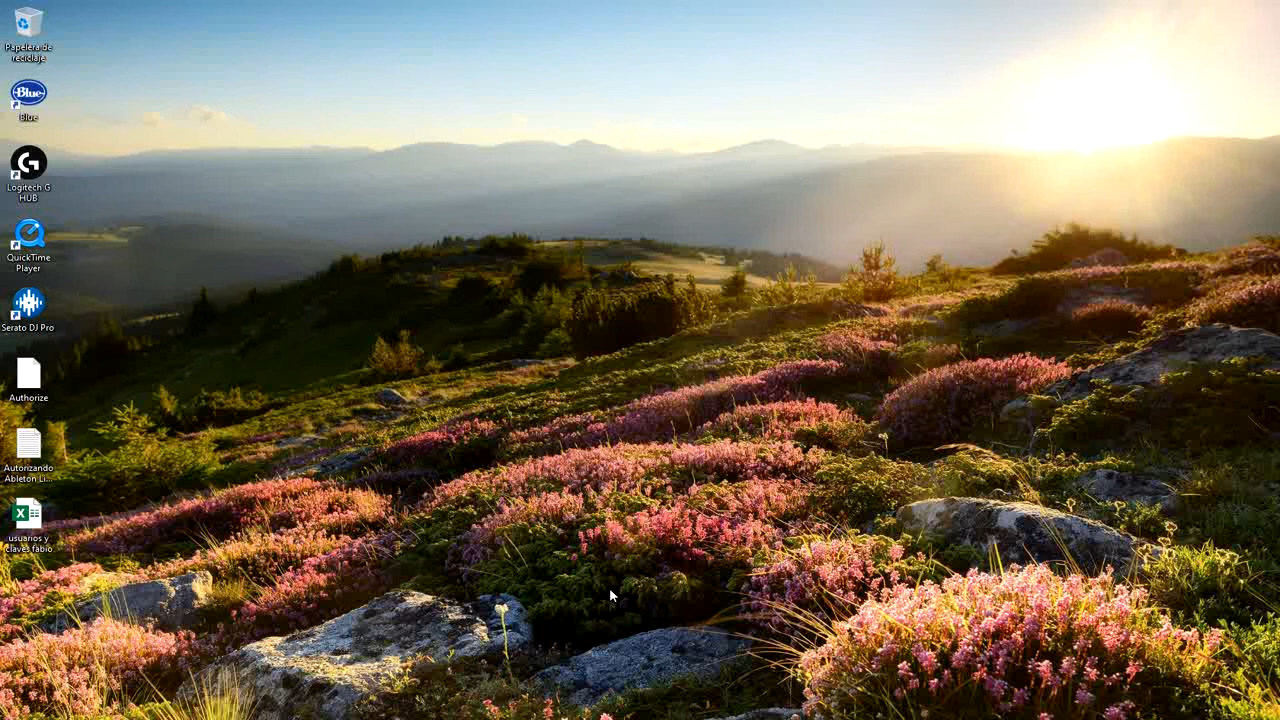 Papelera de
reciclaje
Blue
Blue
Logitech G
HUB
QuickTime
Player
Serato DJ Pro
Authorize
Autorizando
Ableton Li...
X
usuarios y
claves fabio